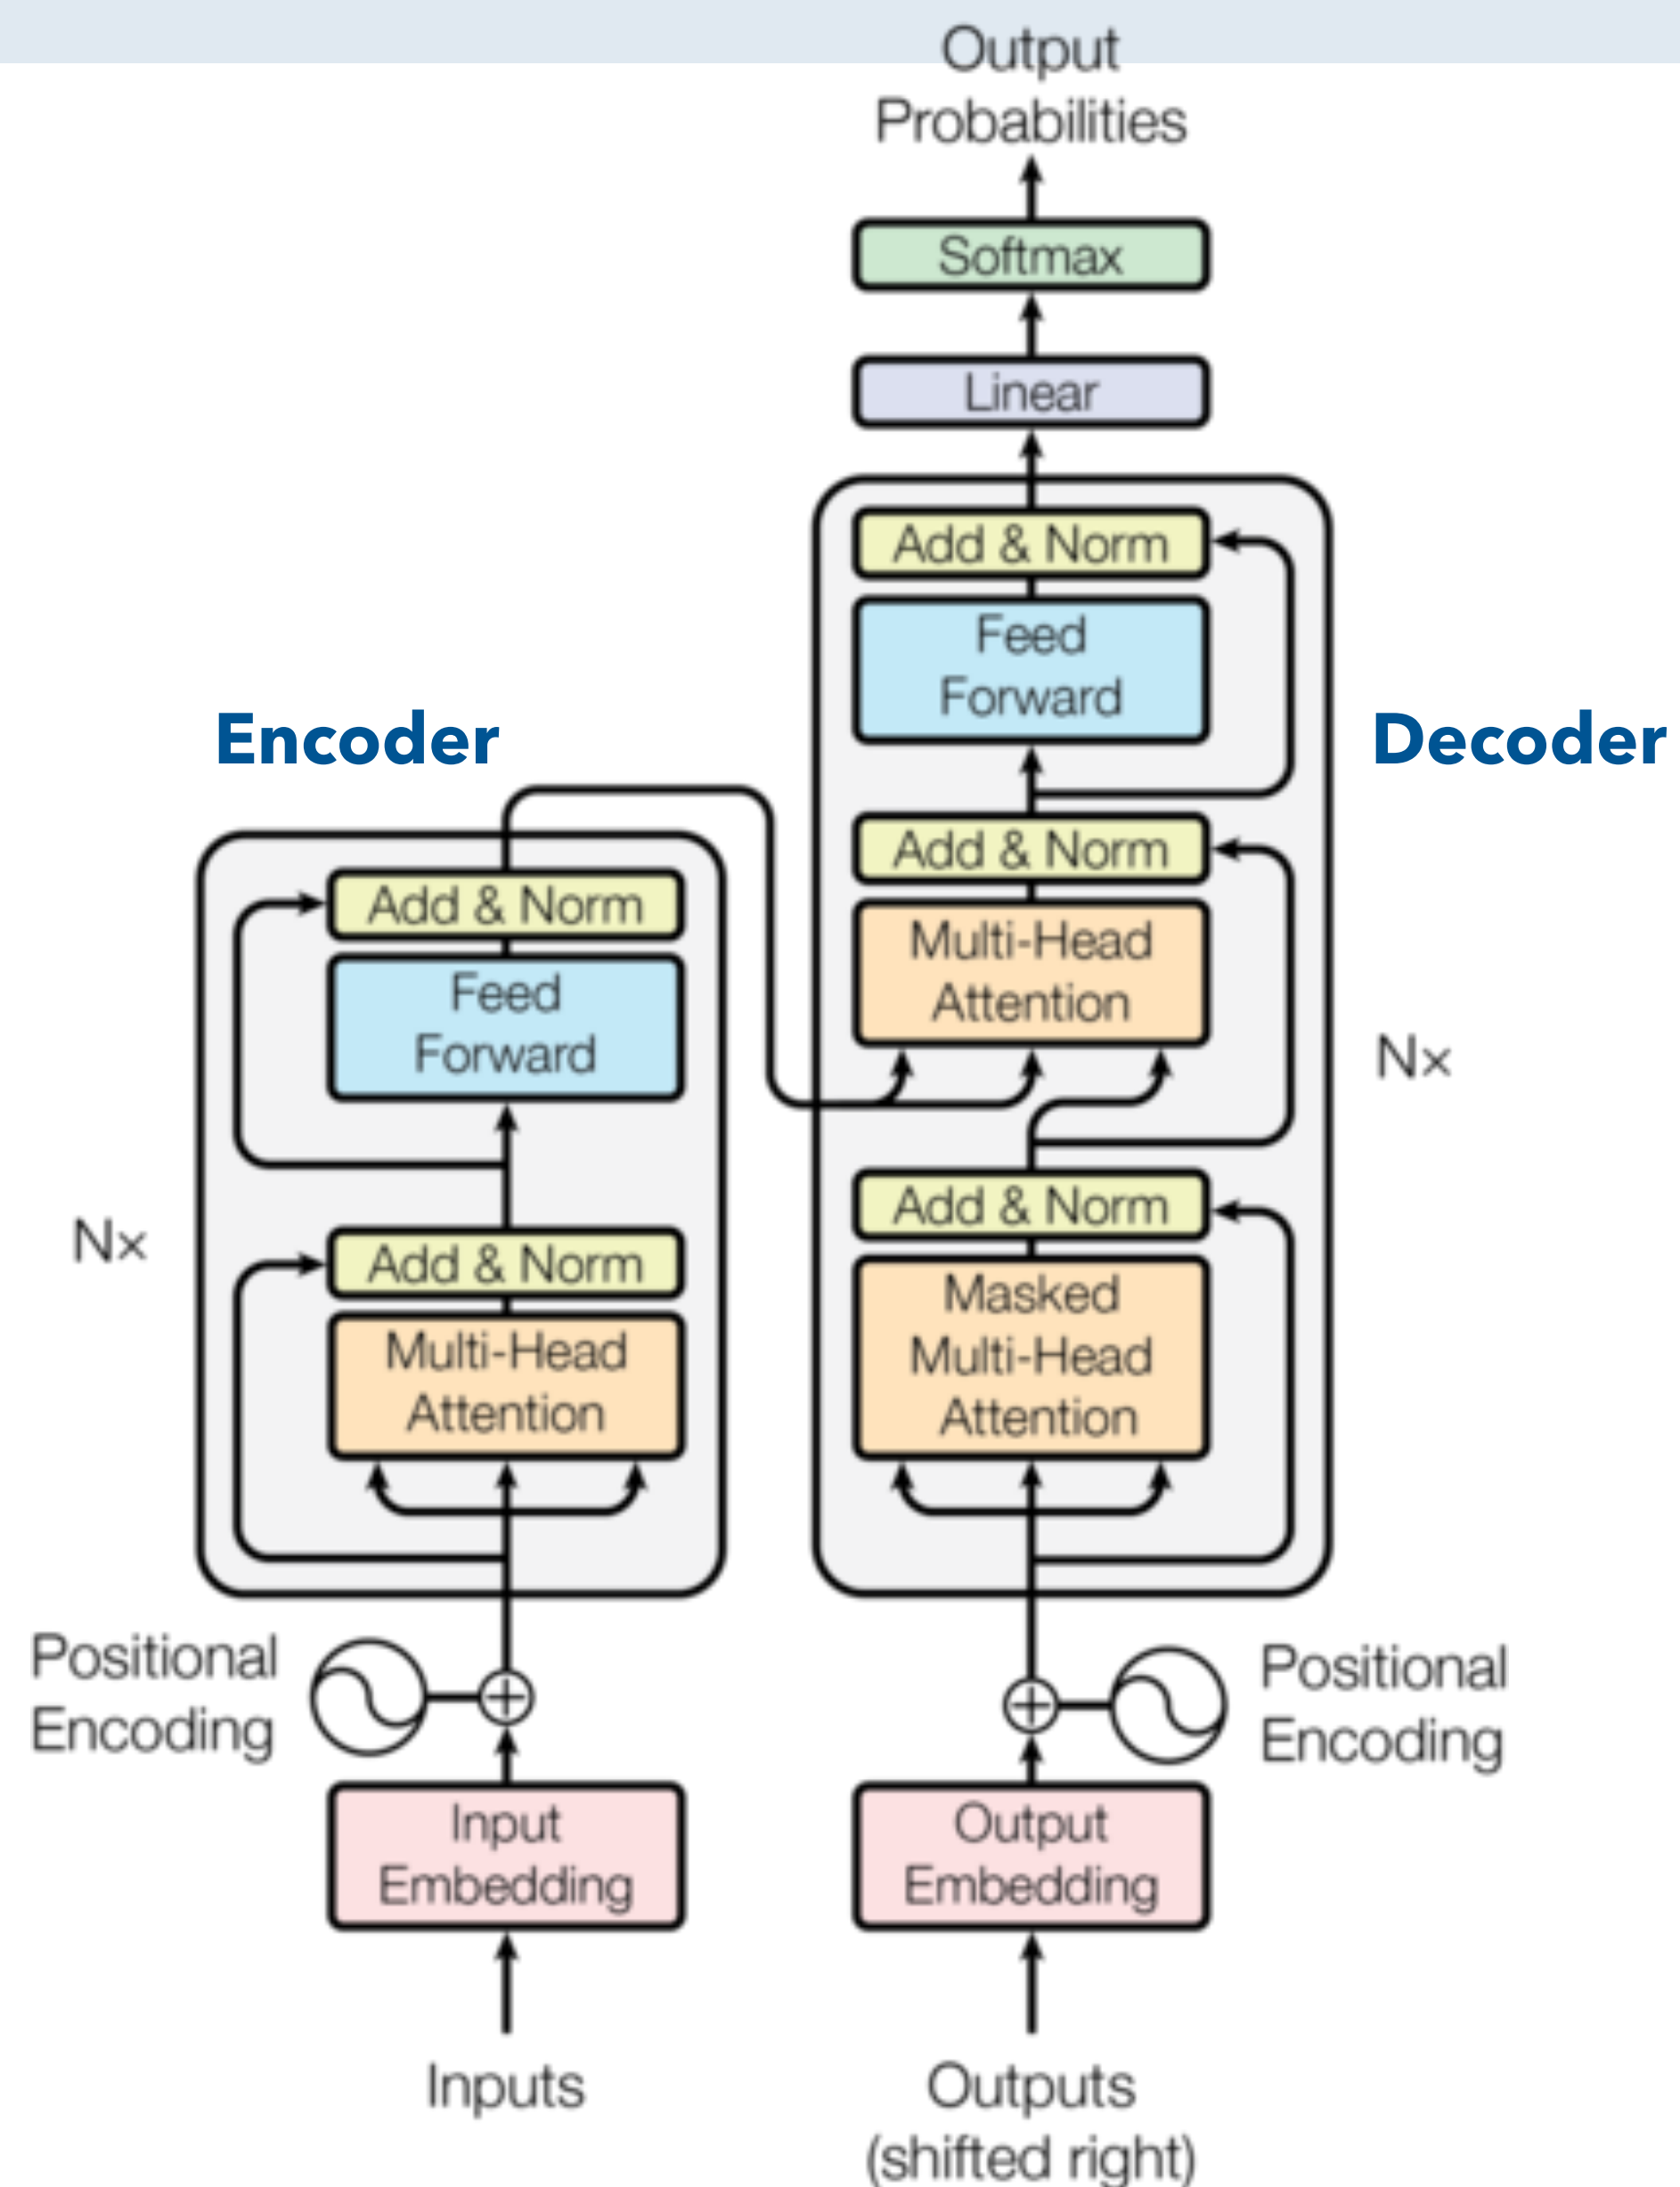 Output
Probabilities
Softmax
Linear
Add & Norm
Feed
Forward
Add & Norm
Multi-Head
Attention
Add & Norm
Masked
Multi-Head
Attention
Decoder
N×
Encoder
Add & Norm
Feed
Forward
Add & Norm
Multi-Head
Attention
N×
Positional
Encoding
Positional
Encoding
Input
Embedding
Output
Embedding
Inputs
Outputs
(shifted right)